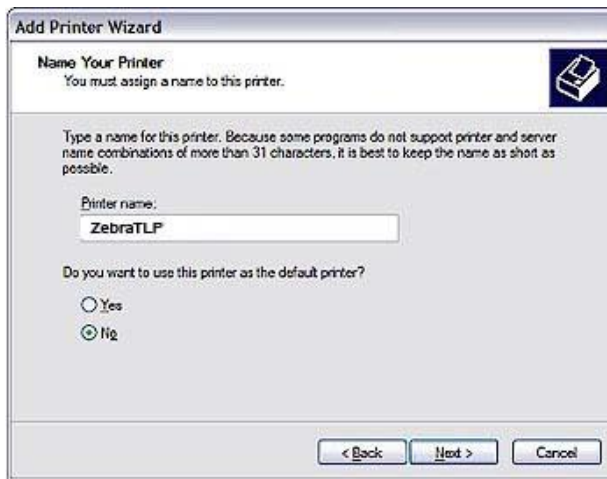 Add Printer Wizard
Name Your Printer
You must assign a name to this printer.
Type a name for this printer. Because some programs do not support printer and server
name combinations of more than 31 characters, it is best to keep the name as short as
possible.
Printer name:
ZebraTLP
Do you want to use this printer as the default printer?
Yes
No
< Back
Next >
Cancel